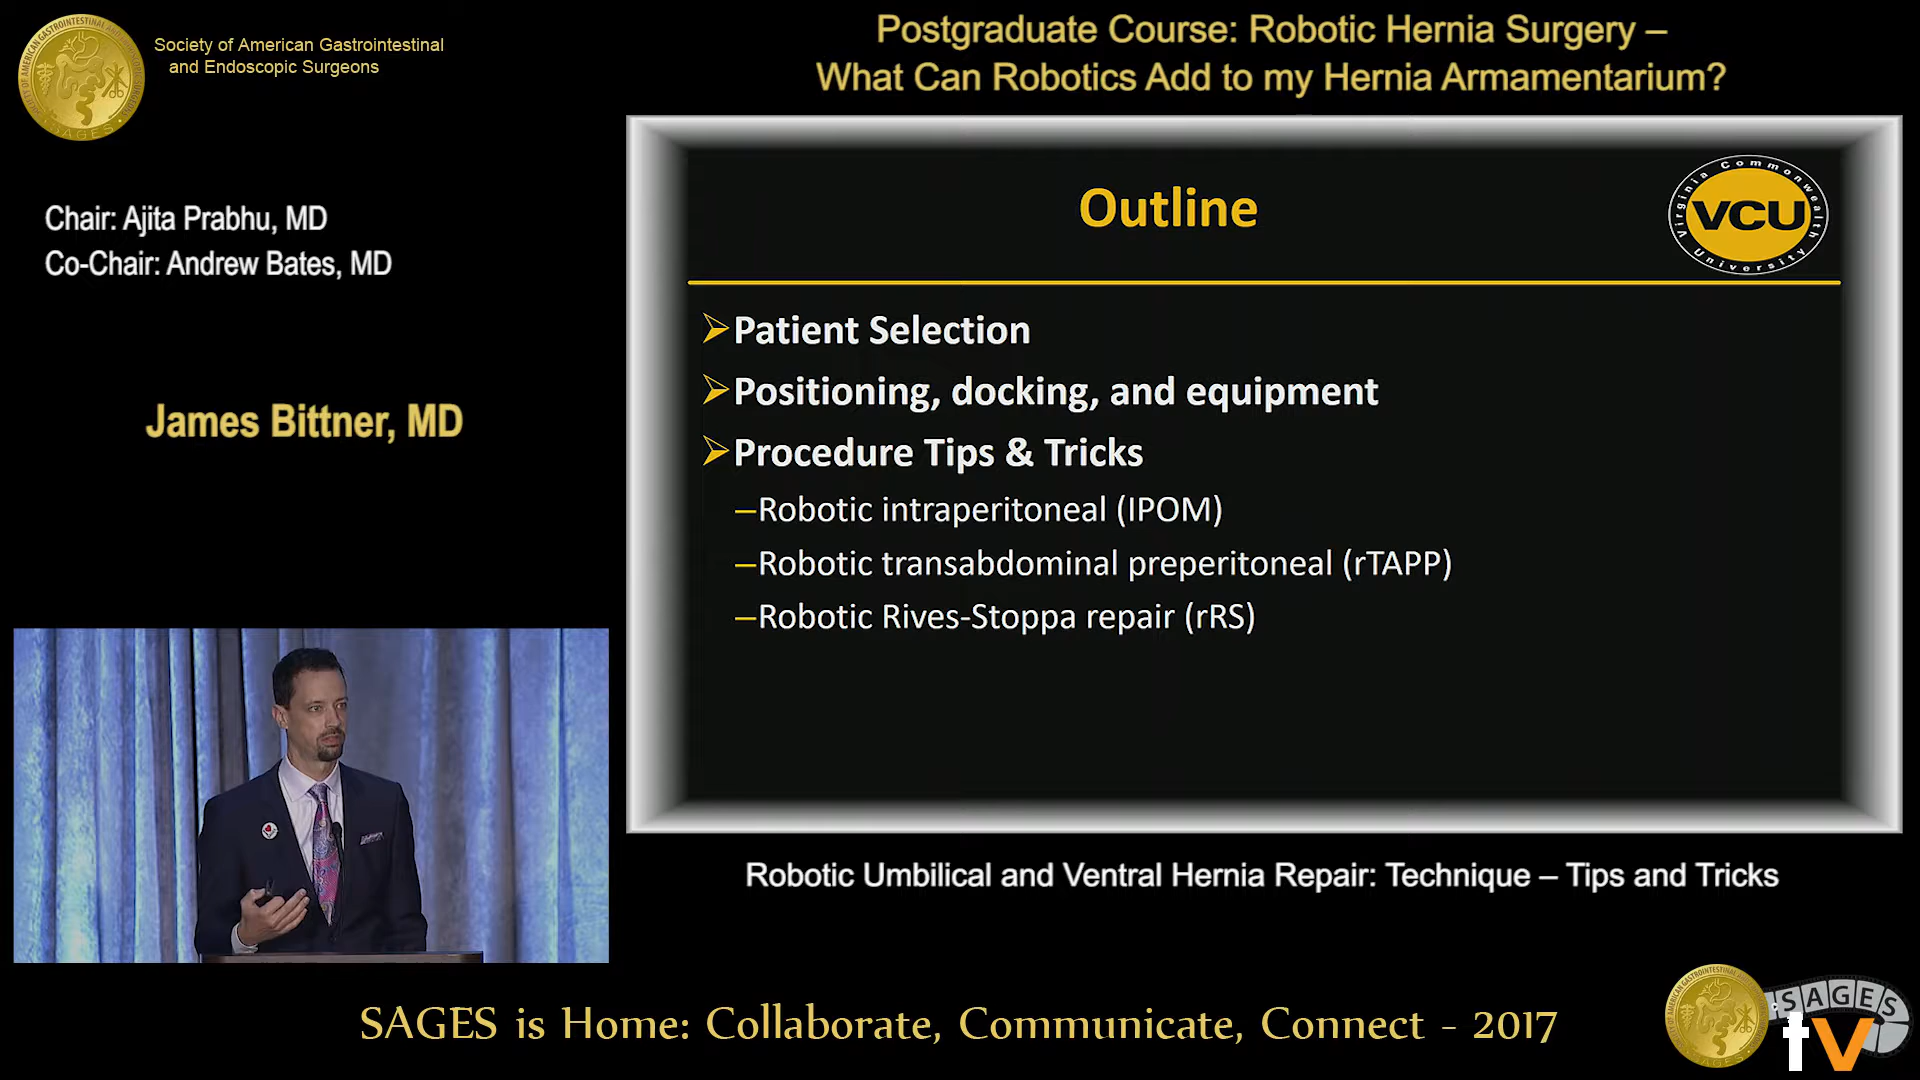 Society of American Gastrointestinal
and Endoscopic Surgeons
SAGES
Postgraduate Course: Robotic Hernia Surgery –
What Can Robotics Add to my Hernia Armamentarium?
Chair: Ajita Prabhu, MD
Co-Chair: Andrew Bates, MD
James Bittner, MD
Outline
Virginia Commonwealth
VCU
University
Patient Selection
Positioning, docking, and equipment
Procedure Tips & Tricks
–Robotic intraperitoneal (IPOM)
–Robotic transabdominal preperitoneal (rTAPP)
–Robotic Rives-Stoppa repair (rRS)
Robotic Umbilical and Ventral Hernia Repair: Technique – Tips and Tricks
SAGES is Home: Collaborate, Communicate, Connect - 2017
SAGES
tv